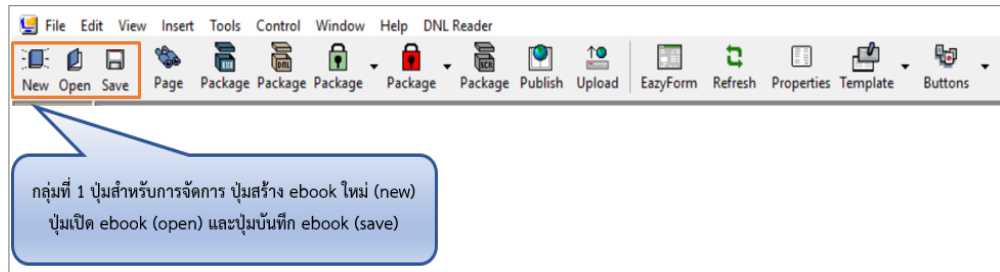 File Edit View Insert Tools Control Window Help DNL Reader
New Open Save Page Package Package Package Package Package Publish Upload EazyForm Refresh Properties Template Buttons
กลุ่มที่ 1 ปุ่มสำหรับการจัดการ ปุ่มสร้าง ebook ใหม่ (new)
ปุ่มเปิด ebook (open) และปุ่มบันทึก ebook (save)